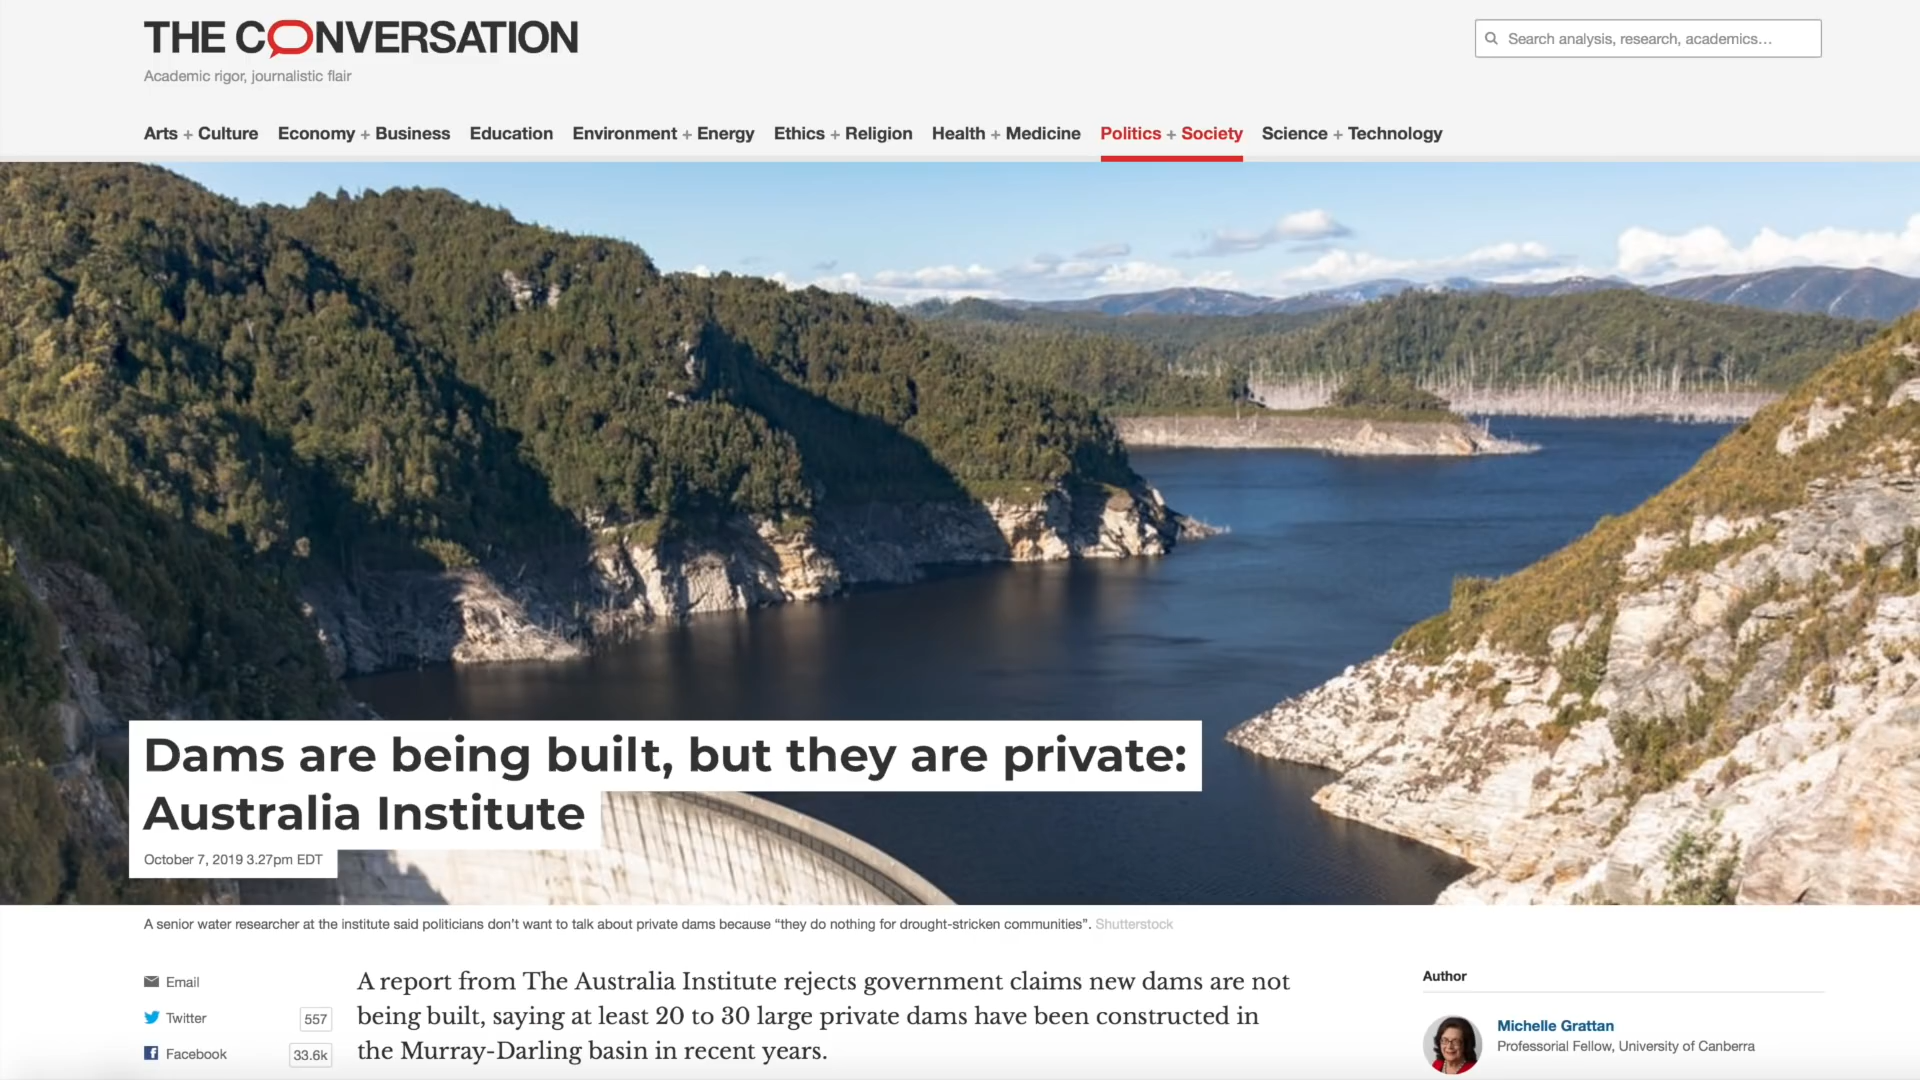 THE CONVERSATION
Academic rigor, journalistic flair
Search analysis, research, academics...
Arts + Culture Economy + Business Education Environment + Energy Ethics + Religion Health + Medicine Politics + Society Science + Technology
Dams are being built, but they are private:
Australia Institute
October 7, 2019 3.27pm EDT
A senior water researcher at the institute said politicians don’t want to talk about private dams because “they do nothing for drought-stricken communities”. Shutterstock
Email
Twitter 557
Facebook 33.6k
A report from The Australia Institute rejects government claims new dams are not
being built, saying at least 20 to 30 large private dams have been constructed in
the Murray-Darling basin in recent years.
Author
Michelle Grattan
Professorial Fellow, University of Canberra